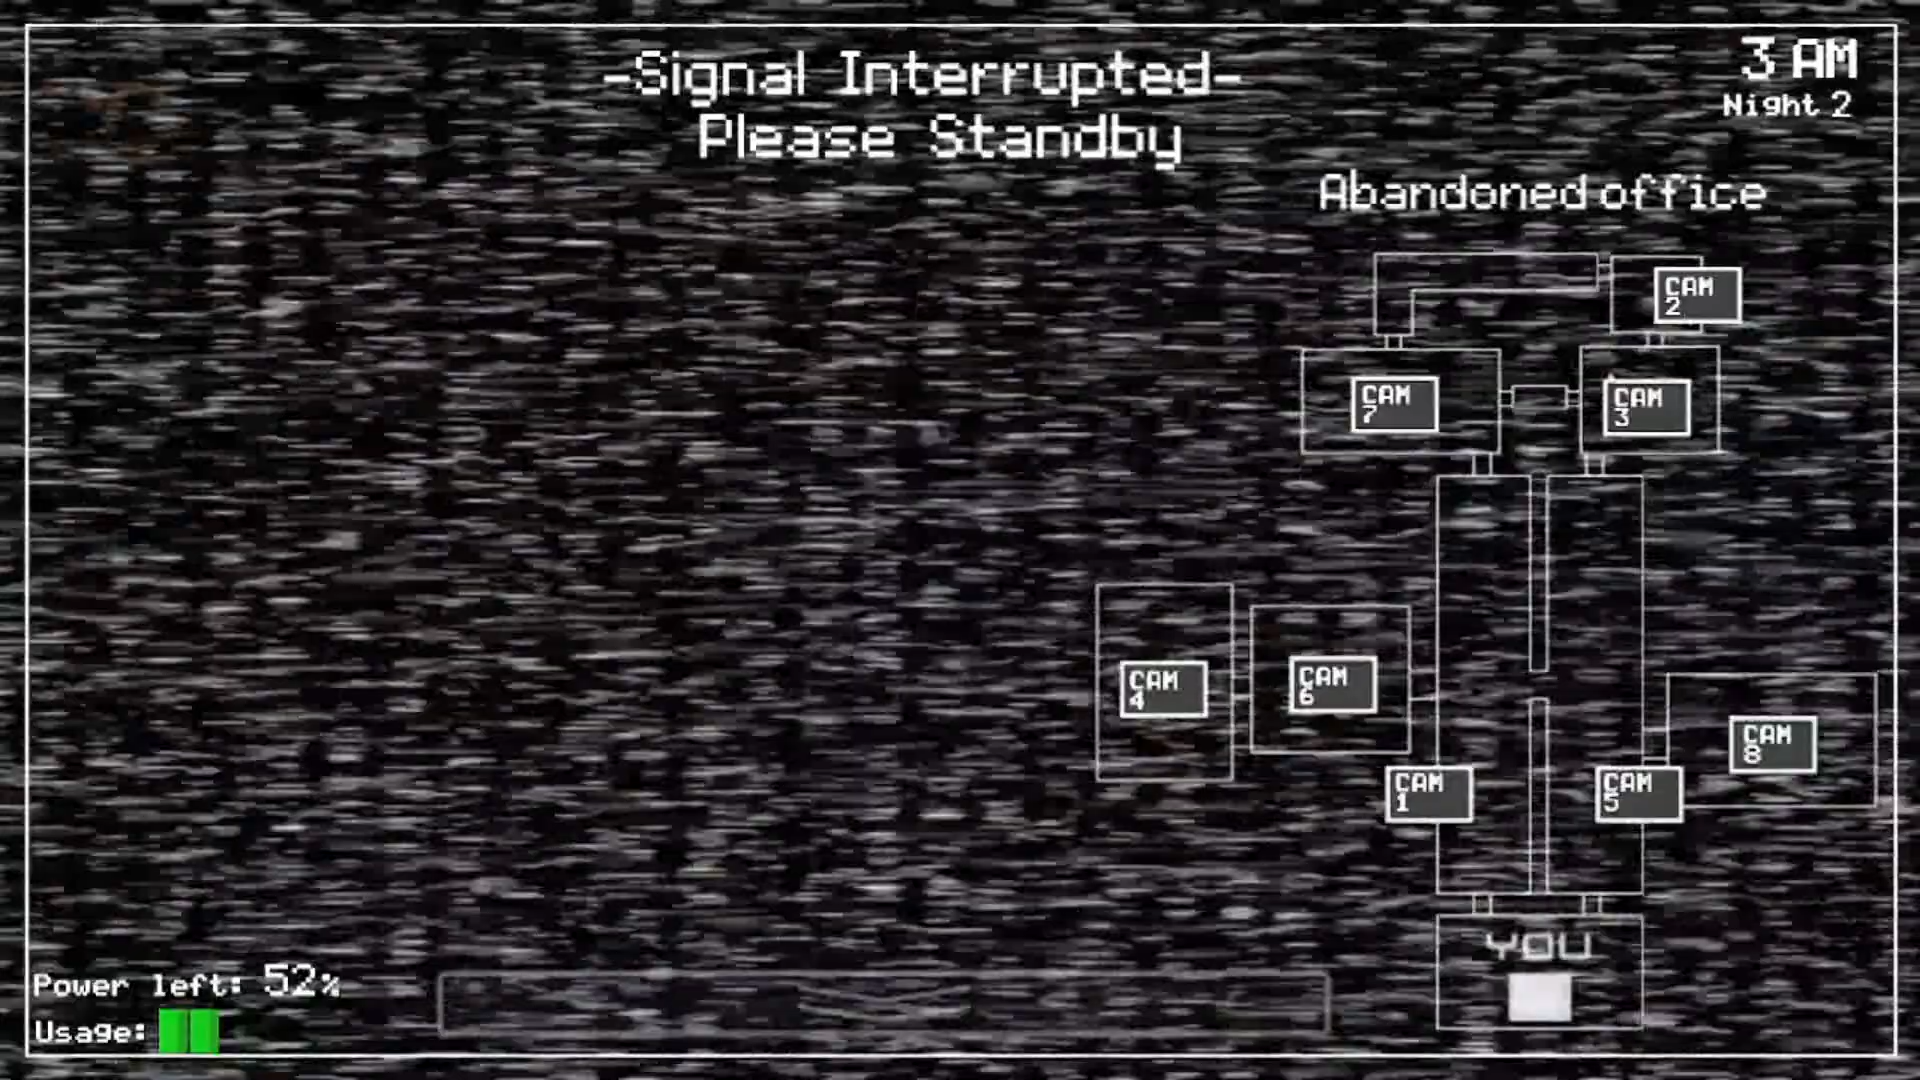 -Signal Interrupted-
Please Standby
3 AM
Night 2
Abandoned office
CAM
2
CAM
7
CAM
3
CAM
4
CAM
6
CAM
8
CAM
1
CAM
5
YOU
Power left: 52%
Usage: